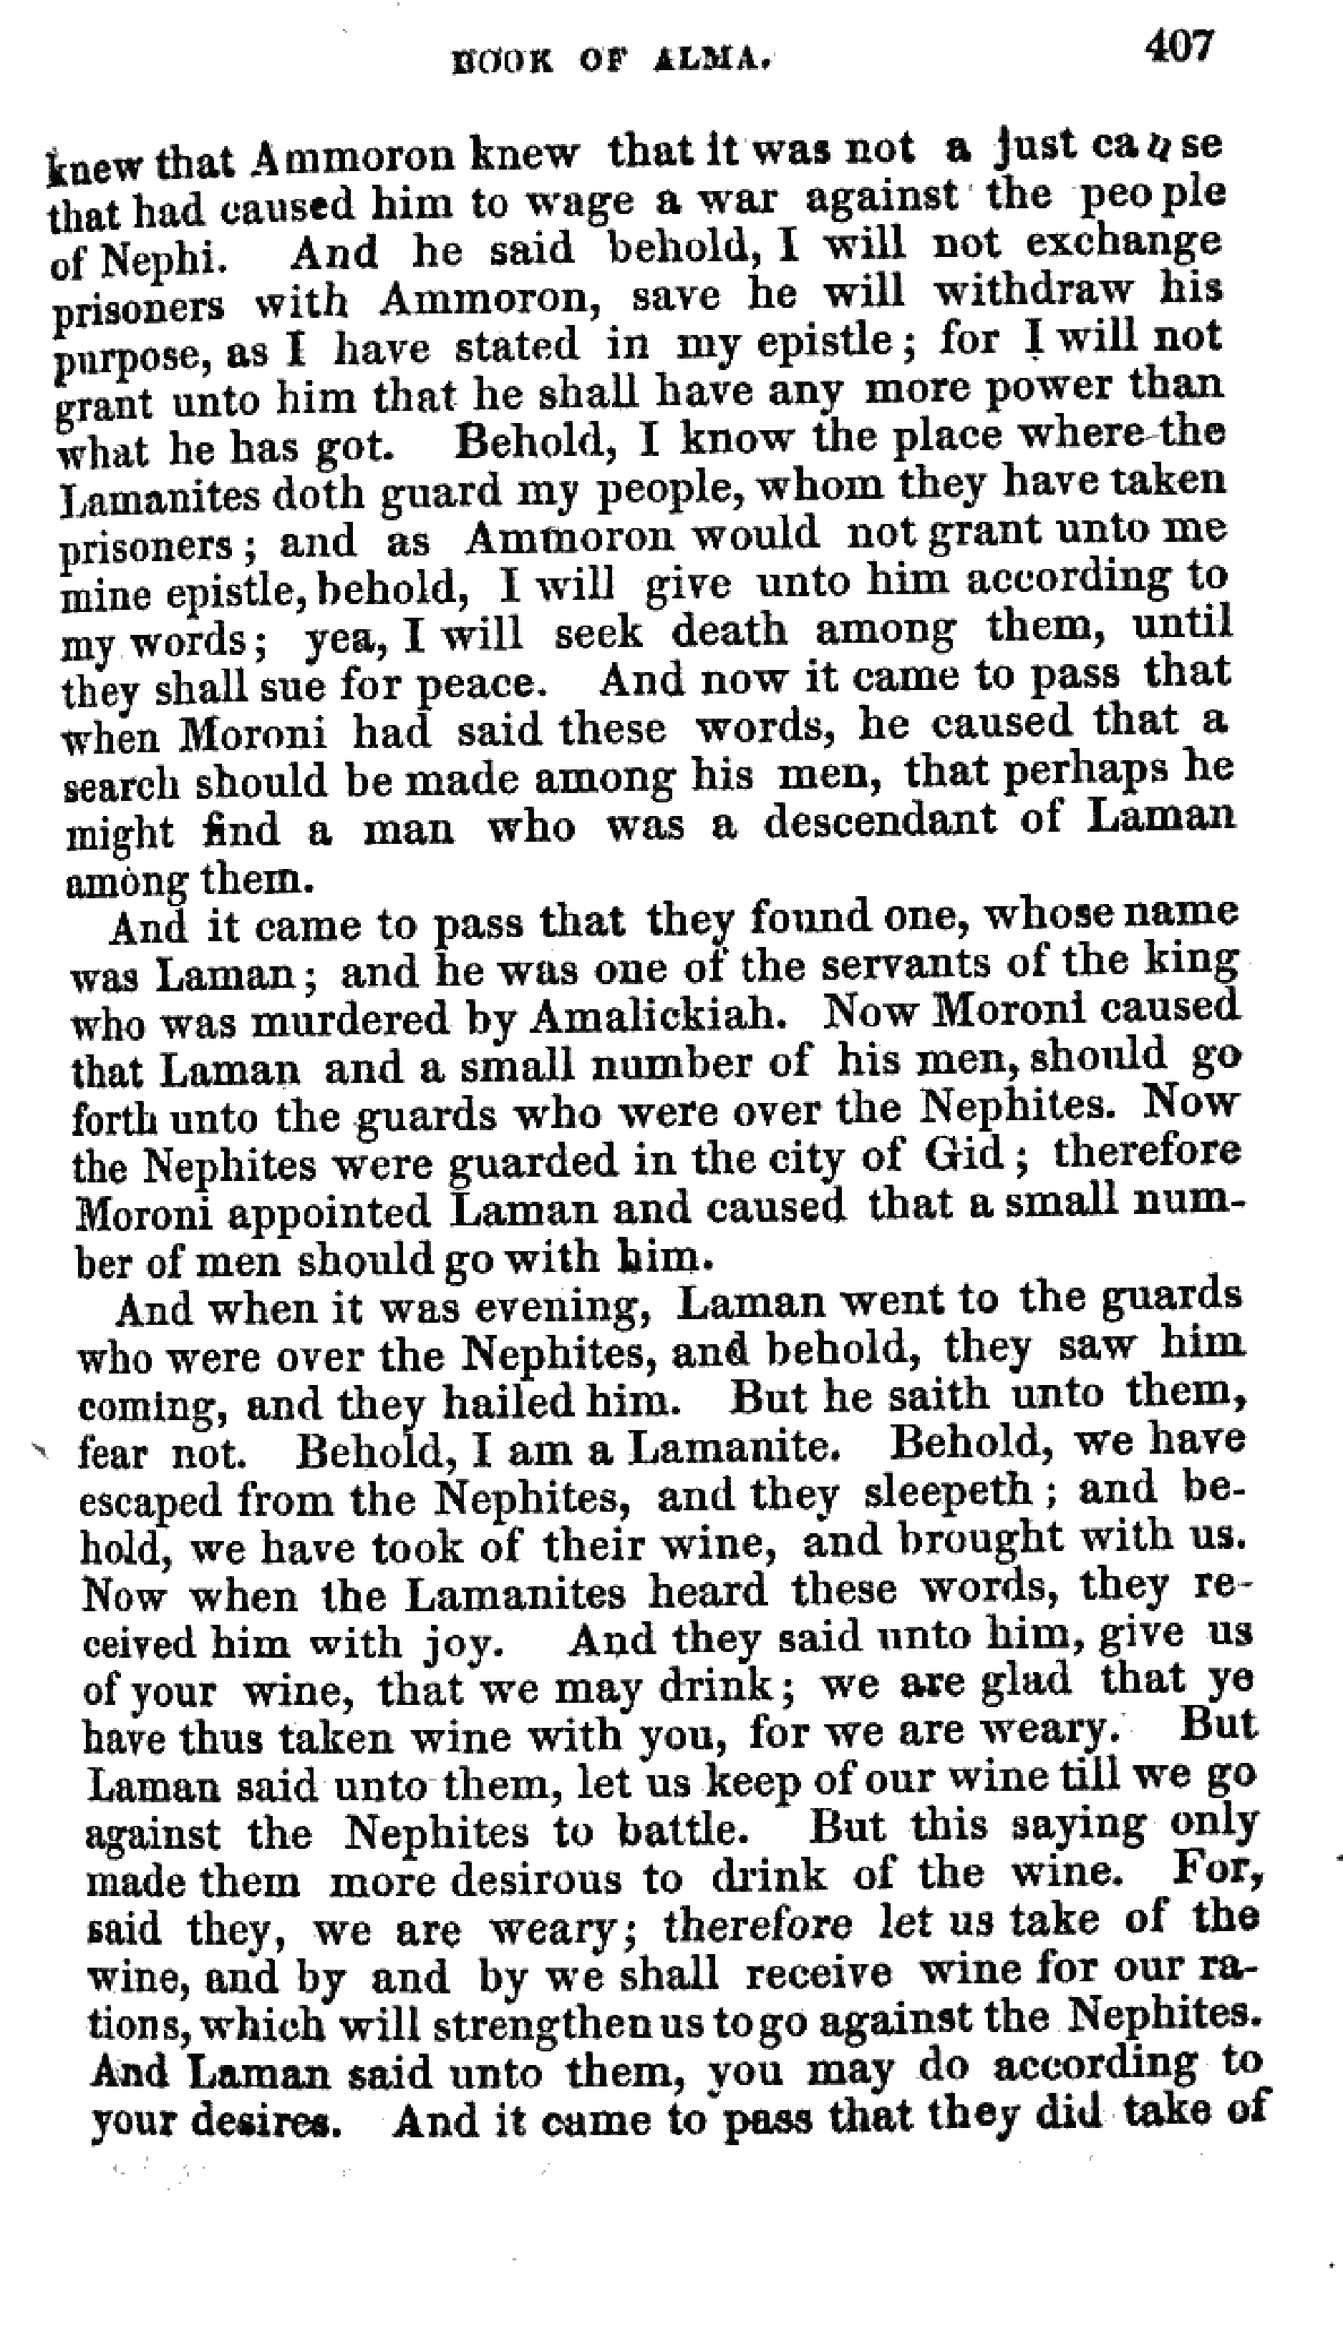 BOOK OF ALMA. 407
knew that Ammoron knew that it was not a just cause
that had caused him to wage a war against the people
of Nephi. And he said behold, I will not exchange
prisoners with Ammoron, save he will withdraw his
purpose, as I have stated in my epistle; for I will not
grant unto him that he shall have any more power than
what he has got. Behold, I know the place where the
Lamanites doth guard my people, whom they have taken
prisoners; and as Ammoron would not grant unto me
mine epistle, behold, I will give unto him according to
my words; yea, I will seek death among them, until
they shall sue for peace. And now it came to pass that
when Moroni had said these words, he caused that a
search should be made among his men, that perhaps he
might find a man who was a descendant of Laman
among them.
And it came to pass that they found one, whose name
was Laman; and he was one of the servants of the king
who was murdered by Amalickiah. Now Moroni caused
that Laman and a small number of his men, should go
forth unto the guards who were over the Nephites. Now
the Nephites were guarded in the city of Gid; therefore
Moroni appointed Laman and caused that a small num-
ber of men should go with him.
And when it was evening, Laman went to the guards
who were over the Nephites, and behold, they saw him
coming, and they hailed him. But he saith unto them,
fear not. Behold, I am a Lamanite. Behold, we have
escaped from the Nephites, and they sleepeth; and be-
hold, we have took of their wine, and brought with us.
Now when the Lamanites heard these words, they re-
ceived him with joy. And they said unto him, give us
of your wine, that we may drink; we are glad that ye
have thus taken wine with you, for we are weary. But
Laman said unto them, let us keep of our wine till we go
against the Nephites to battle. But this saying only
made them more desirous to drink of the wine. For,
said they, we are weary; therefore let us take of the
wine, and by and by we shall receive wine for our ra-
tions, which will strengthen us to go against the Nephites.
And Laman said unto them, you may do according to
your desires. And it came to pass that they did take of